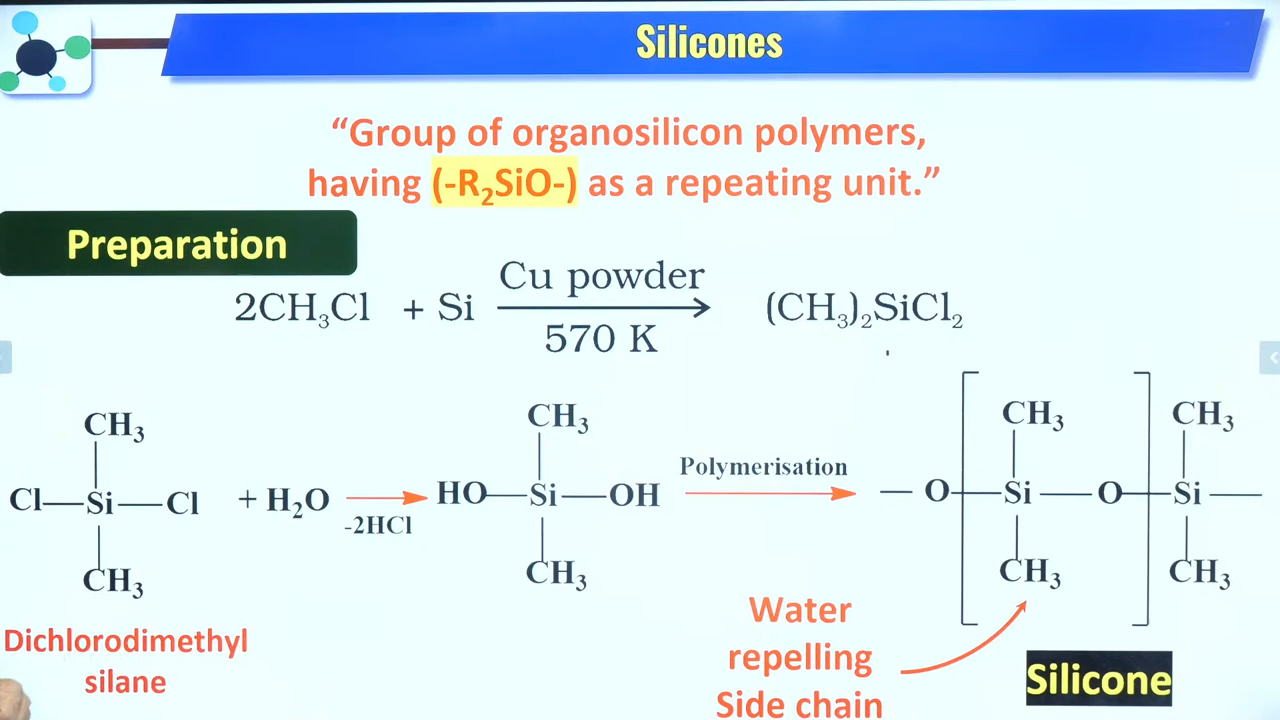 Silicones
“Group of organosilicon polymers,
having (-R₂SiO-) as a repeating unit.”
Preparation
2CH₃Cl + Si Cu powder 570 K (CH₃)₂SiCl₂
CH₃ CH₃ CH₃ CH₃
Polymerisation
Cl—Si—Cl + H₂O -2HCl HO—Si—OH — O—Si—O—Si—
CH₃ CH₃ CH₃ CH₃
Dichlorodimethyl
silane
Water
repelling
Side chain
Silicone